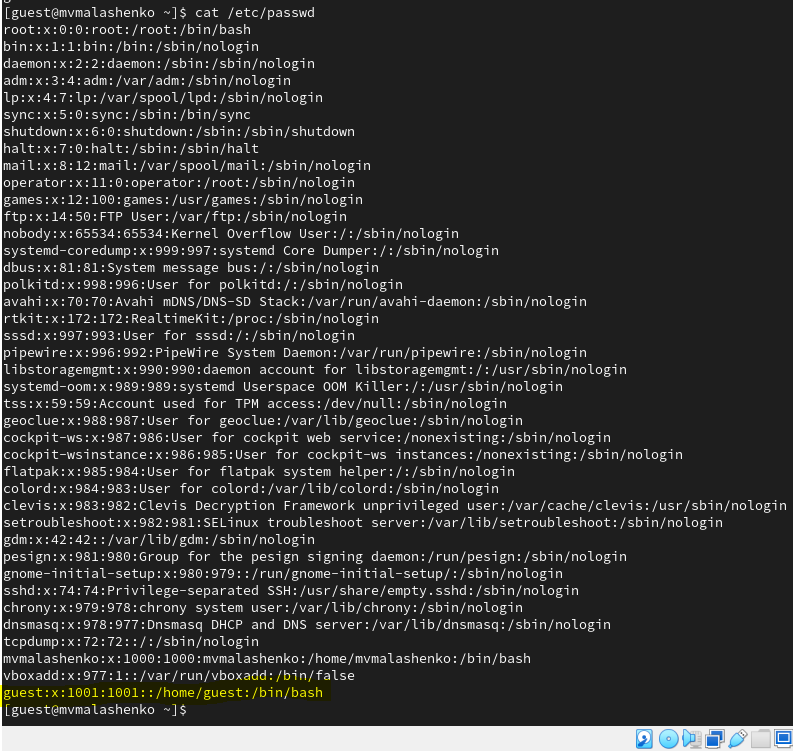 [guest@mvmalashenko ~]$ cat /etc/passwd
root:x:0:0:root:/root:/bin/bash
bin:x:1:1:bin:/bin:/sbin/nologin
daemon:x:2:2:daemon:/sbin:/sbin/nologin
adm:x:3:4:adm:/var/adm:/sbin/nologin
lp:x:4:7:lp:/var/spool/lpd:/sbin/nologin
sync:x:5:0:sync:/sbin:/bin/sync
shutdown:x:6:0:shutdown:/sbin:/sbin/shutdown
halt:x:7:0:halt:/sbin:/sbin/halt
mail:x:8:12:mail:/var/spool/mail:/sbin/nologin
operator:x:11:0:operator:/root:/sbin/nologin
games:x:12:100:games:/usr/games:/sbin/nologin
ftp:x:14:50:FTP User:/var/ftp:/sbin/nologin
nobody:x:65534:65534:Kernel Overflow User:/:/sbin/nologin
systemd-coredump:x:999:997:systemd Core Dumper:/:/sbin/nologin
dbus:x:81:81:System message bus:/:/sbin/nologin
polkitd:x:998:996:User for polkitd:/:/sbin/nologin
avahi:x:70:70:Avahi mDNS/DNS-SD Stack:/var/run/avahi-daemon:/sbin/nologin
rtkit:x:172:172:RealtimeKit:/proc:/sbin/nologin
sssd:x:997:993:User for sssd:/:/sbin/nologin
pipewire:x:996:992:PipeWire System Daemon:/var/run/pipewire:/sbin/nologin
libstoragemgmt:x:990:990:daemon account for libstoragemgmt:/:/usr/sbin/nologin
systemd-oom:x:989:989:systemd Userspace OOM Killer:/:/usr/sbin/nologin
tss:x:59:59:Account used for TPM access:/dev/null:/sbin/nologin
geoclue:x:988:987:User for geoclue:/var/lib/geoclue:/sbin/nologin
cockpit-ws:x:987:986:User for cockpit web service:/nonexisting:/sbin/nologin
cockpit-wsinstance:x:986:985:User for cockpit-ws instances:/nonexisting:/sbin/nologin
flatpak:x:985:984:User for flatpak system helper:/:/sbin/nologin
colord:x:984:983:User for colord:/var/lib/colord:/sbin/nologin
clevis:x:983:982:Clevis Decryption Framework unprivileged user:/var/cache/clevis:/usr/sbin/nologin
setroubleshoot:x:982:981:SELinux troubleshoot server:/var/lib/setroubleshoot:/sbin/nologin
gdm:x:42:42::/var/lib/gdm:/sbin/nologin
pesign:x:981:980:Group for the pesign signing daemon:/run/pesign:/sbin/nologin
gnome-initial-setup:x:980:979::/run/gnome-initial-setup/:/sbin/nologin
sshd:x:74:74:Privilege-separated SSH:/usr/share/empty.sshd:/sbin/nologin
chrony:x:979:978:chrony system user:/var/lib/chrony:/sbin/nologin
dnsmasq:x:978:977:Dnsmasq DHCP and DNS server:/var/lib/dnsmasq:/sbin/nologin
tcpdump:x:72:72::/:/sbin/nologin
mvmalashenko:x:1000:1000:mvmalashenko:/home/mvmalashenko:/bin/bash
vboxadd:x:977:1::/var/run/vboxadd:/bin/false
guest:x:1001:1001::/home/guest:/bin/bash
[guest@mvmalashenko ~]$